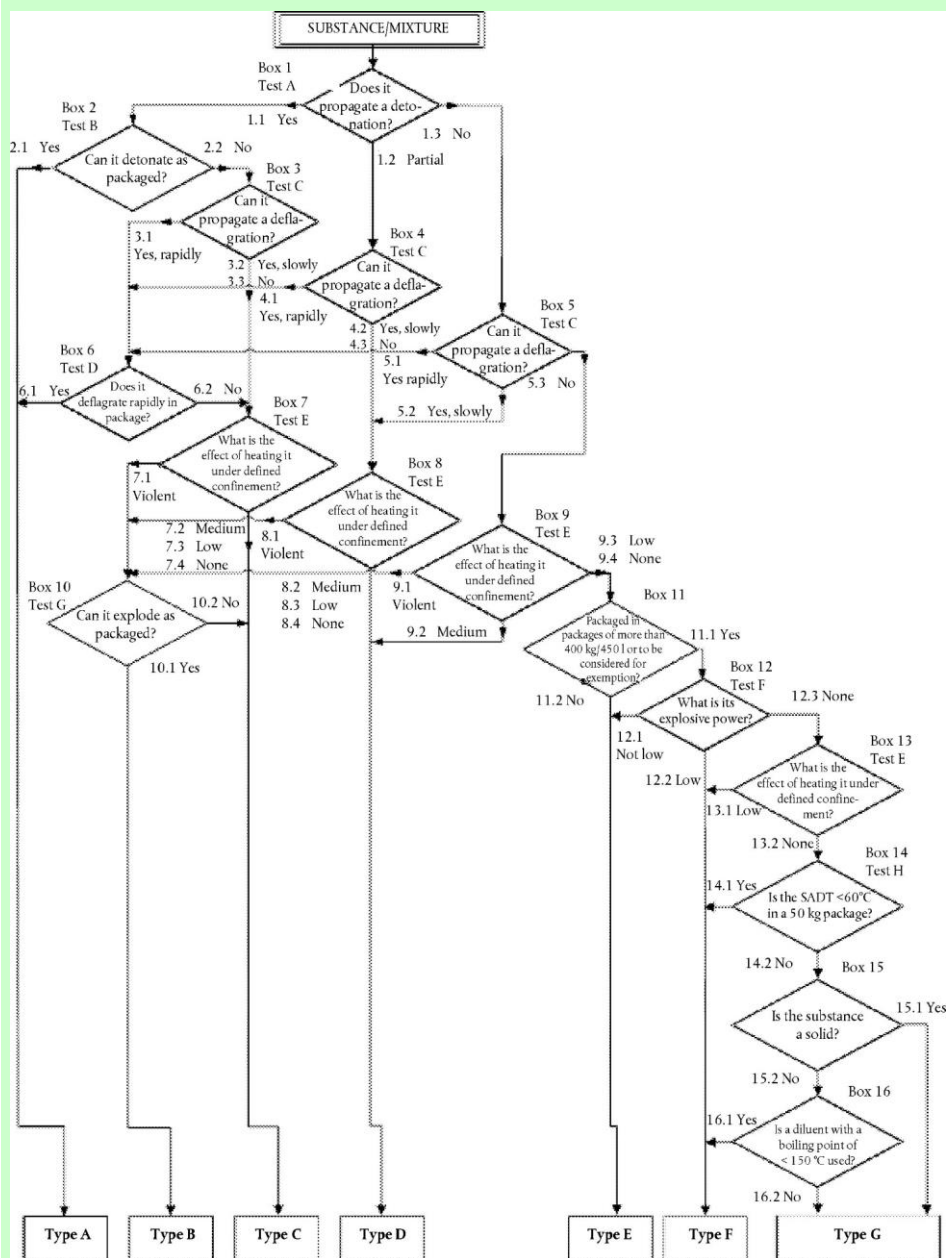 SUBSTANCE/MIXTURE
Box 1
Test A
Does it
propagate a deto-
nation?
1.1 Yes
1.2 Partial
1.3 No
Box 2
Test B
Can it detonate as
packaged?
2.1 Yes
2.2 No
Box 3
Test C
Can it
propagate a defla-
gration?
3.1
Yes, rapidly
3.2 Yes, slowly
3.3 No
Box 4
Test C
Can it
propagate a defla-
gration?
4.1
Yes, rapidly
4.2 Yes, slowly
4.3 No
Box 5
Test C
Can it
propagate a defla-
gration?
5.1
Yes rapidly
5.2 Yes, slowly
5.3 No
Box 6
Test D
Does it
deflagrate rapidly in
package?
6.1 Yes
6.2 No
Box 7
Test E
What is the
effect of heating it
under defined
confinement?
7.1
Violent
7.2 Medium
7.3 Low
7.4 None
Box 8
Test E
What is the
effect of heating it
under defined
confinement?
8.1
Violent
8.2 Medium
8.3 Low
8.4 None
Box 9
Test E
What is the
effect of heating it
under defined
confinement?
9.1
Violent
9.2 Medium
9.3 Low
9.4 None
Box 10
Test G
Can it explode as
packaged?
10.1 Yes
10.2 No
Box 11
Packaged in
packages of more than
400 kg/450 l or to be
considered for
exemption?
11.1 Yes
11.2 No
Box 12
Test F
What is its
explosive power?
12.1
Not low
12.2 Low
12.3 None
Box 13
Test E
What is the
effect of heating it under
defined confine-
ment?
13.1 Low
13.2 None
Box 14
Test H
Is the SADT <60°C
in a 50 kg package?
14.1 Yes
14.2 No
Box 15
Is the substance
a solid?
15.1 Yes
15.2 No
Box 16
Is a diluent with a
boiling point of
< 150 °C used?
16.1 Yes
16.2 No
Type A
Type B
Type C
Type D
Type E
Type F
Type G